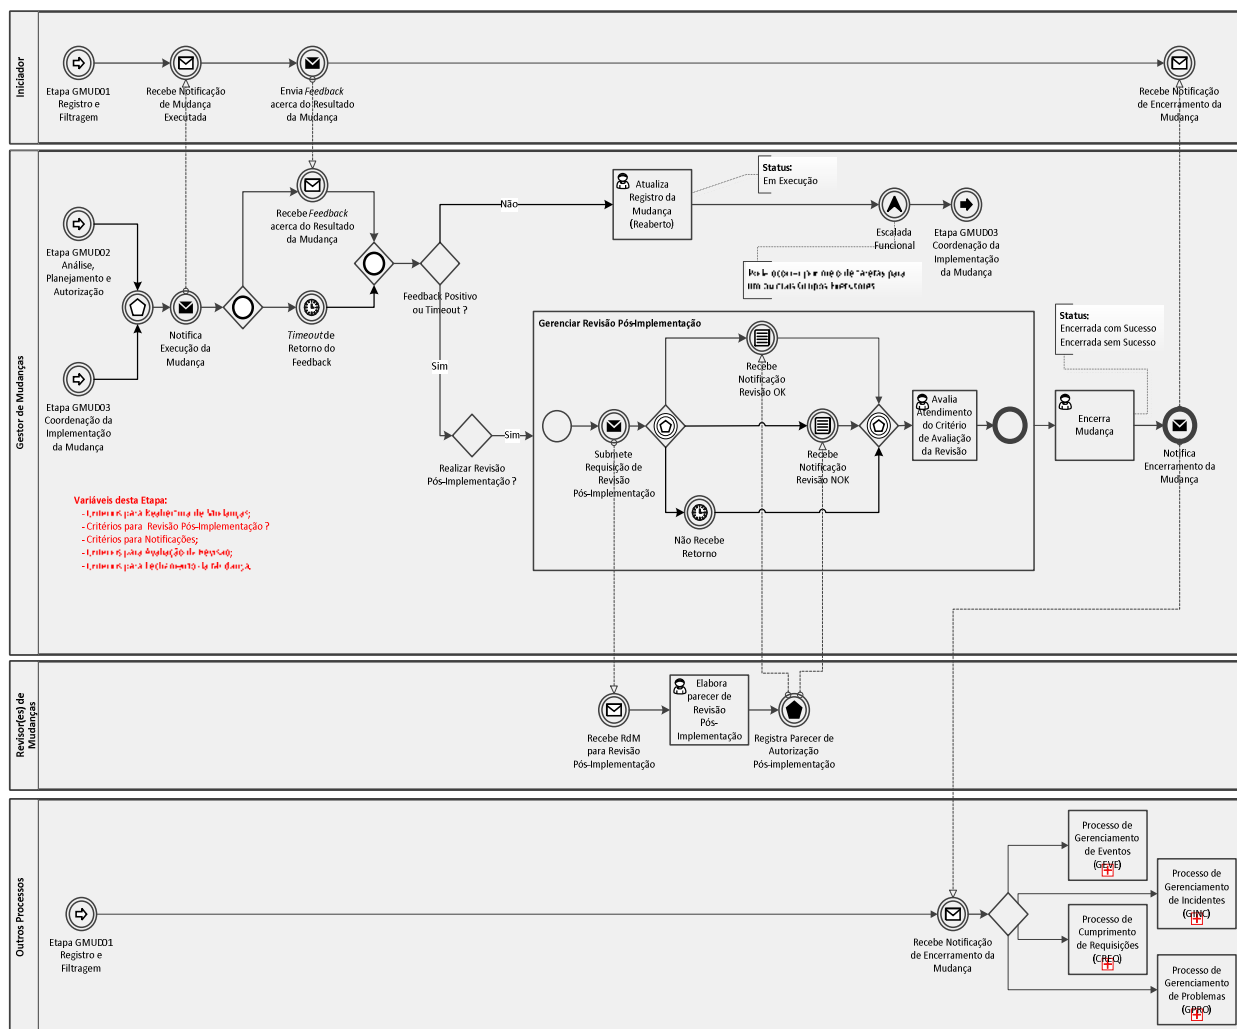 Iniciador
Etapa GMUD01
Registro e
Filtragem
Recebe Notificação
de Mudança
Executada
Envia Feedback
acerca do Resultado
da Mudança
Recebe Notificação
de Encerramento da
Mudança
Gestor de Mudanças
Etapa GMUD02
Análise,
Planejamento e
Autorização
Etapa GMUD03
Coordenação da
Implementação
da Mudança
Notifica
Execução da
Mudança
Recebe Feedback
acerca do Resultado
da Mudança
Timeout de
Retorno do
Feedback
Feedback Positivo
ou Timeout ?
Não
Sim
Atualiza
Registro da
Mudança
(Reaberto)
Status:
Em Execução
Escalada
Funcional
Etapa GMUD03
Coordenação da
Implementação
da Mudança
Realizar Revisão
Pós-Implementação ?
Sim
Gerenciar Revisão Pós-Implementação
Submete
Requisição de
Revisão
Pós-Implementação
Recebe
Notificação
Revisão OK
Recebe
Notificação
Revisão NOK
Não Recebe
Retorno
Avalia
Atendimento
do Critério
de Avaliação
da Revisão
Status:
Encerrada com Sucesso
Encerrada sem Sucesso
Encerra
Mudança
Notifica
Encerramento da
Mudança
Variáveis desta Etapa:
- Critérios para Revisão Pós-Implementação ?
- Critérios para Notificações;
Revisor(es) de
Mudanças
Recebe RdM
para Revisão
Pós-Implementação
Elabora
parecer de
Revisão
Pós-
Implementação
Registra Parecer de
Autorização
Pós-implementação
Outros Processos
Etapa GMUD01
Registro e
Filtragem
Recebe Notificação
de Encerramento da
Mudança
Processo de
Gerenciamento
de Eventos
(GEVE)
Processo de
Gerenciamento
de Incidentes
(GINC)
Processo de
Cumprimento
de Requisições
(CREQ)
Processo de
Gerenciamento
de Problemas
(GPRO)